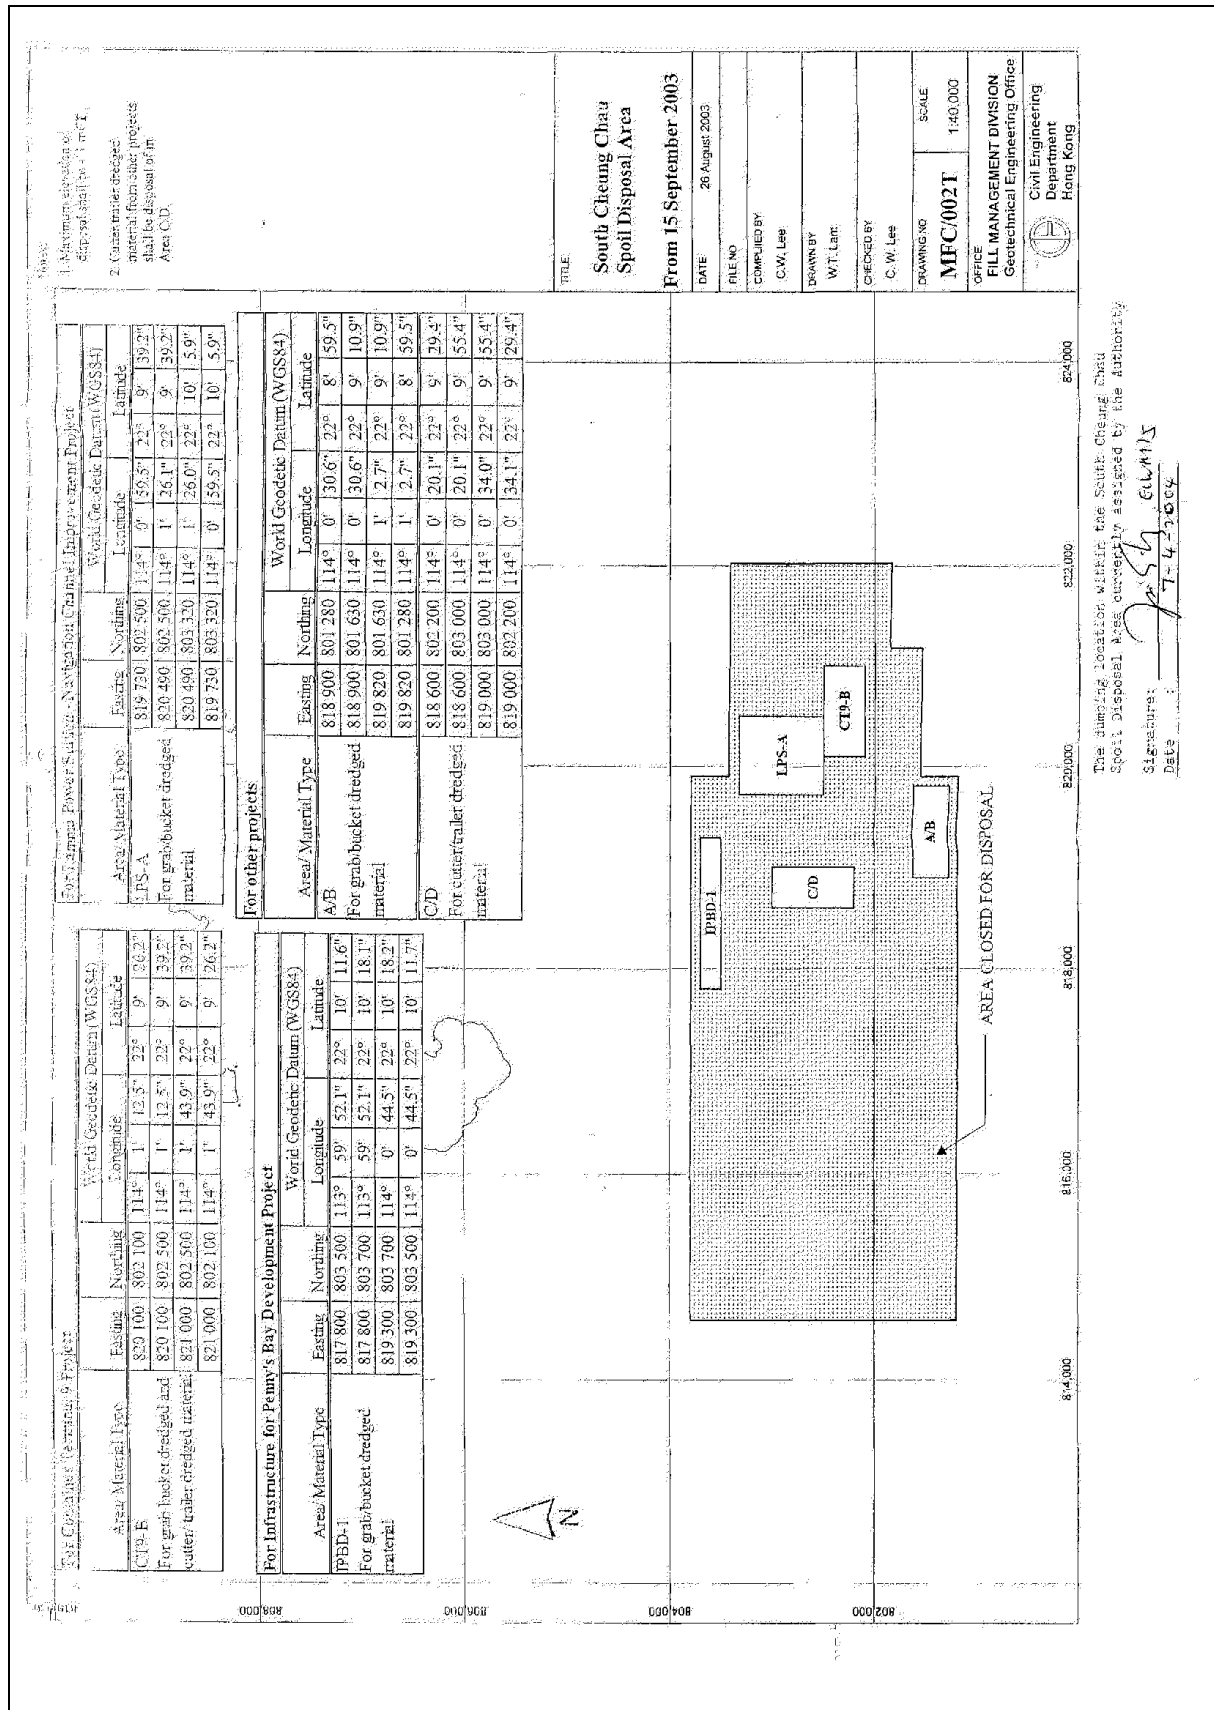 For Container Terminal 9 Project
Area/ Material Type Easting Northing World Geodetic Datum (WGS84)
Longitude Latitude
CT9-B 820 100 802 100 114° 1' 12.5" 22° 9' 26.2"
For grab/bucket dredged and 820 100 802 500 114° 1' 12.5" 22° 9' 39.2"
cutter/ trailer dredged material 821 000 802 500 114° 1' 43.9" 22° 9' 39.2"
821 000 802 100 114° 1' 43.9" 22° 9' 26.2"
For Lamma Power Station - Navigation Channel Improvement Project
Area/ Material Type Easting Northing World Geodetic Datum (WGS84)
Longitude Latitude
LPS-A 819 730 802 500 114° 0' 59.5" 22° 9' 39.2"
For grab/bucket dredged 820 490 802 500 114° 1' 26.1" 22° 9' 39.2"
material 820 490 803 320 114° 1' 26.0" 22° 10' 5.9"
819 730 803 320 114° 0' 59.5" 22° 10' 5.9"
For Infrastructure for Penny's Bay Development Project
Area/ Material Type Easting Northing World Geodetic Datum (WGS84)
Longitude Latitude
IPBD-1 817 800 803 500 113° 59' 52.1" 22° 10' 11.6"
For grab/bucket dredged 817 800 803 700 113° 59' 52.1" 22° 10' 18.1"
material 819 300 803 700 114° 0' 44.5" 22° 10' 18.2"
819 300 803 500 114° 0' 44.5" 22° 10' 11.7"
For other projects
Area/ Material Type Easting Northing World Geodetic Datum (WGS84)
Longitude Latitude
A/B 818 900 801 280 114° 0' 30.6" 22° 8' 59.5"
For grab/bucket dredged 818 900 801 630 114° 0' 30.6" 22° 9' 10.9"
material 819 820 801 630 114° 1' 2.7" 22° 9' 10.9"
819 820 801 280 114° 1' 2.7" 22° 8' 59.5"
C/D 818 600 802 200 114° 0' 20.1" 22° 9' 29.4"
For cutter/trailer dredged 818 600 803 000 114° 0' 20.1" 22° 9' 55.4"
material 819 000 803 000 114° 0' 34.0" 22° 9' 55.4"
819 000 802 200 114° 0' 34.1" 22° 9' 29.4"
Notes:
1. Maximum elevation of
disposal shall be
2. Cutter/trailer dredged
material from other projects
shall be disposal of in
Area C/D.
N
808,000
806,000
804,000
802,000
IPBD-1
LPS-A
C/D
CT9-B
A/B
AREA CLOSED FOR DISPOSAL
814,000
816,000
818,000
820,000
822,000
824,000
TITLE:
South Cheung Chau
Spoil Disposal Area
From 15 September 2003
DATE: 26 August 2003
FILE NO
COMPILED BY
C.W. Lee
DRAWN BY
W.T. Lam
CHECKED BY
C. W. Lee
DRAWING NO SCALE
MFC/002T 1:40,000
OFFICE
FILL MANAGEMENT DIVISION
Geotechnical Engineering Office
Civil Engineering
Department
Hong Kong
The dumping location within the South Cheung Chau
Spoil Disposal Area currently assigned by the Authority
Signature:
Date : 7-4-2004